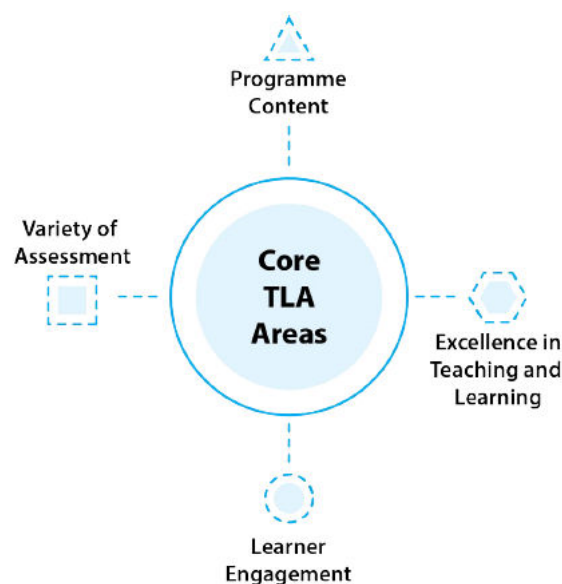 Programme
Content
Variety of
Assessment
Core
TLA
Areas
Excellence in
Teaching and
Learning
Learner
Engagement